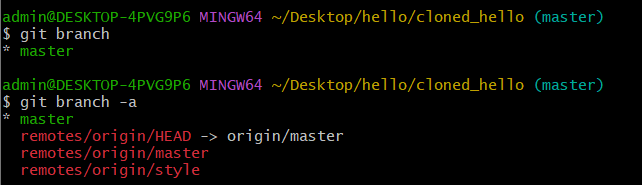 admin@DESKTOP-4PVG9P6 MINGW64 ~/Desktop/hello/cloned_hello (master)
$ git branch
* master
admin@DESKTOP-4PVG9P6 MINGW64 ~/Desktop/hello/cloned_hello (master)
$ git branch -a
* master
  remotes/origin/HEAD -> origin/master
  remotes/origin/master
  remotes/origin/style